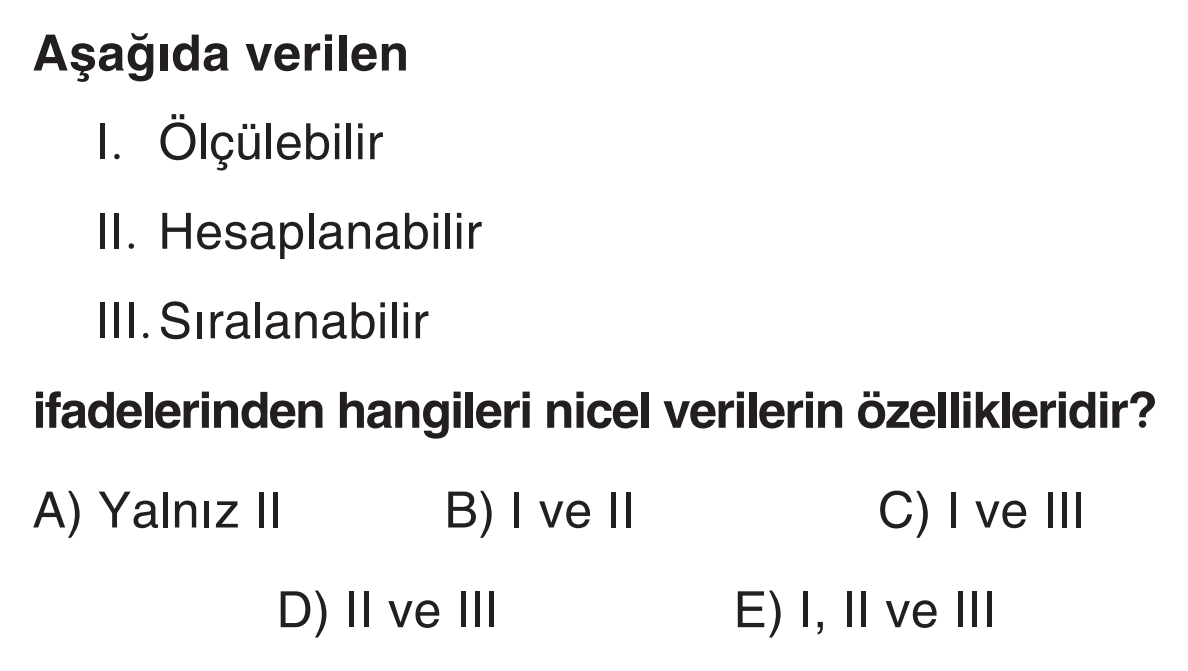 Aşağıda verilen
I. Ölçülebilir
II. Hesaplanabilir
III. Sıralanabilir
ifadelerinden hangileri nicel verilerin özellikleridir?
A) Yalnız II B) I ve II C) I ve III
D) II ve III E) I, II ve III